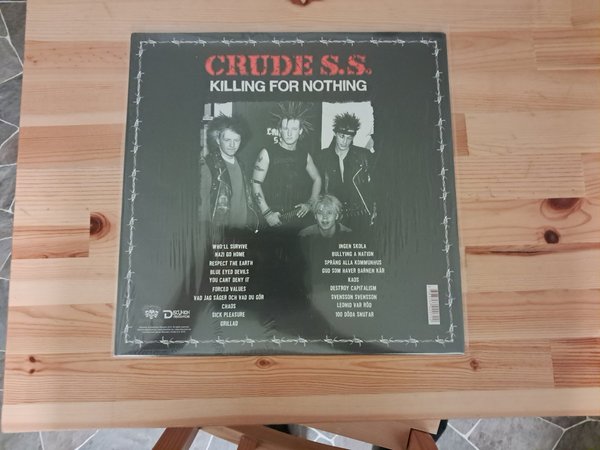 CRUDE S.S.
KILLING FOR NOTHING
WHO'LL SURVIVE
NAZI GO HOME
RESPECT THE EARTH
BLUE EYED DEVILS
YOU CANT DENY IT
FORCED VALUES
VAD JAG SÄGER OCH VAD DU GÖR
CHAOS
SICK PLEASURE
GRILLAD
INGEN SKOLA
BULLYING A NATION
SPRÄNG ALLA KOMMUNHUS
GUD SOM HAVER BARNEN KÄR
KAOS
DESTROY CAPITALISM
SVENSSON SVENSSON
LEONID VAR RÖD
100 DÖDA SNUTAR